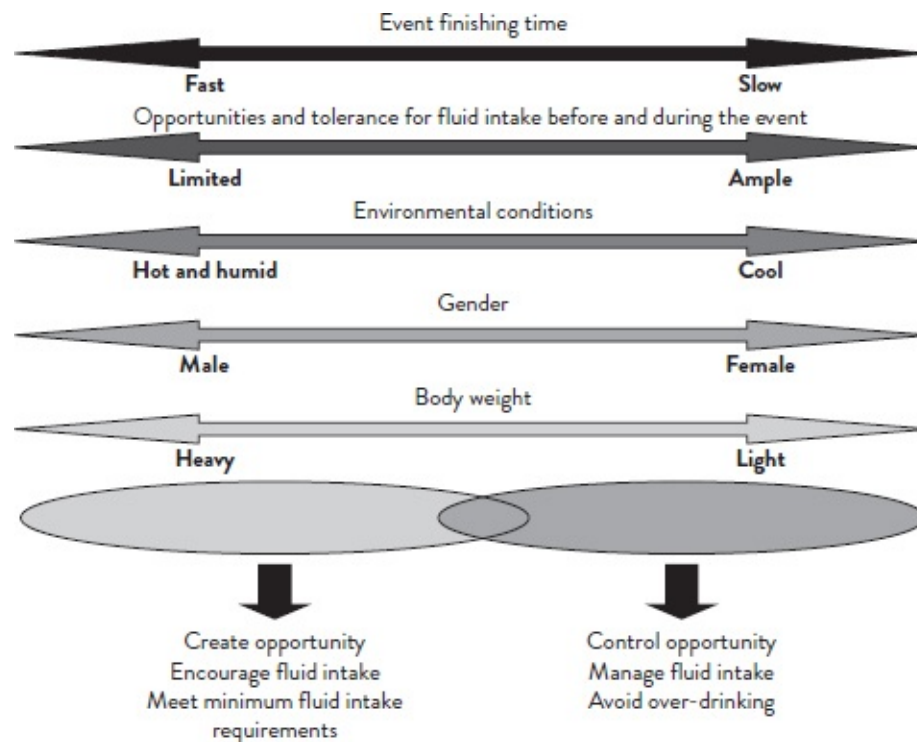 Event finishing time
Fast Slow
Opportunities and tolerance for fluid intake before and during the event
Limited Ample
Environmental conditions
Hot and humid Cool
Gender
Male Female
Body weight
Heavy Light
Create opportunity
Encourage fluid intake
Meet minimum fluid intake
requirements
Control opportunity
Manage fluid intake
Avoid over-drinking